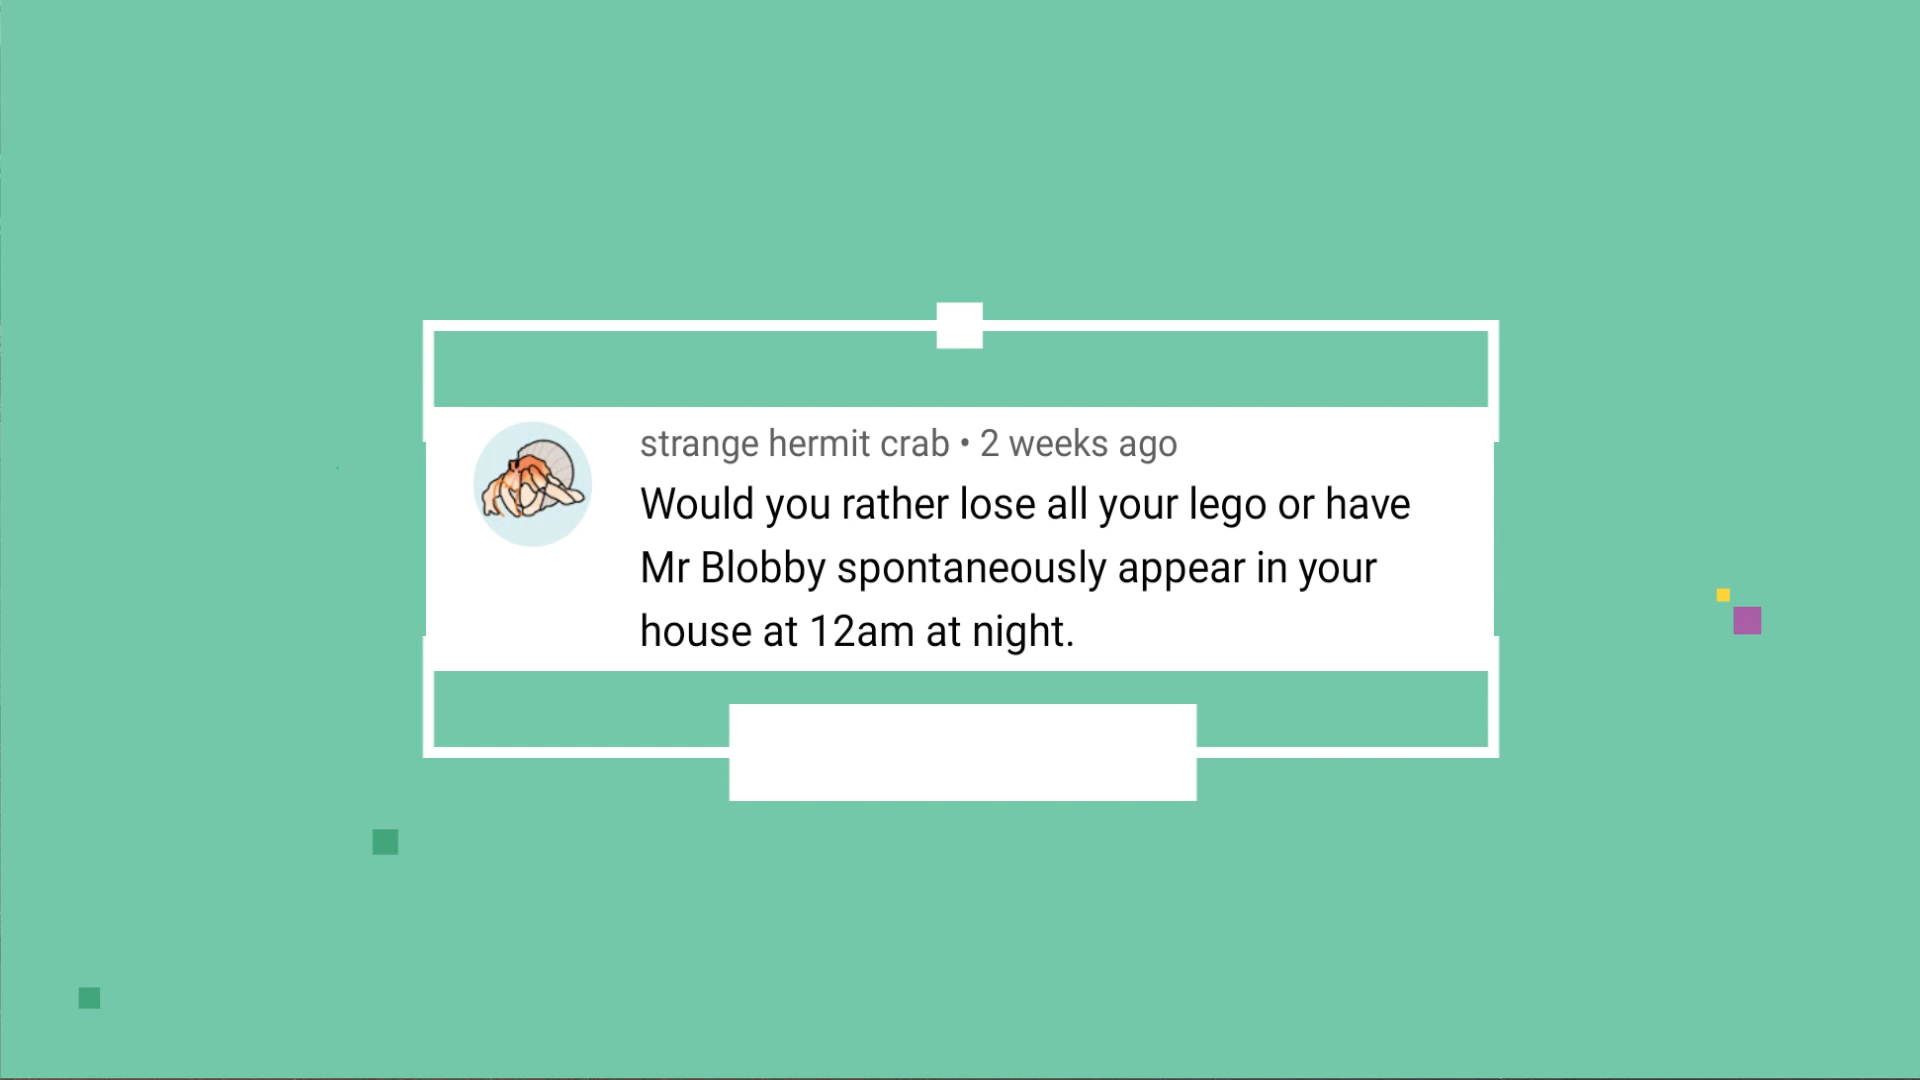 strange hermit crab • 2 weeks ago
Would you rather lose all your lego or have
Mr Blobby spontaneously appear in your
house at 12am at night.